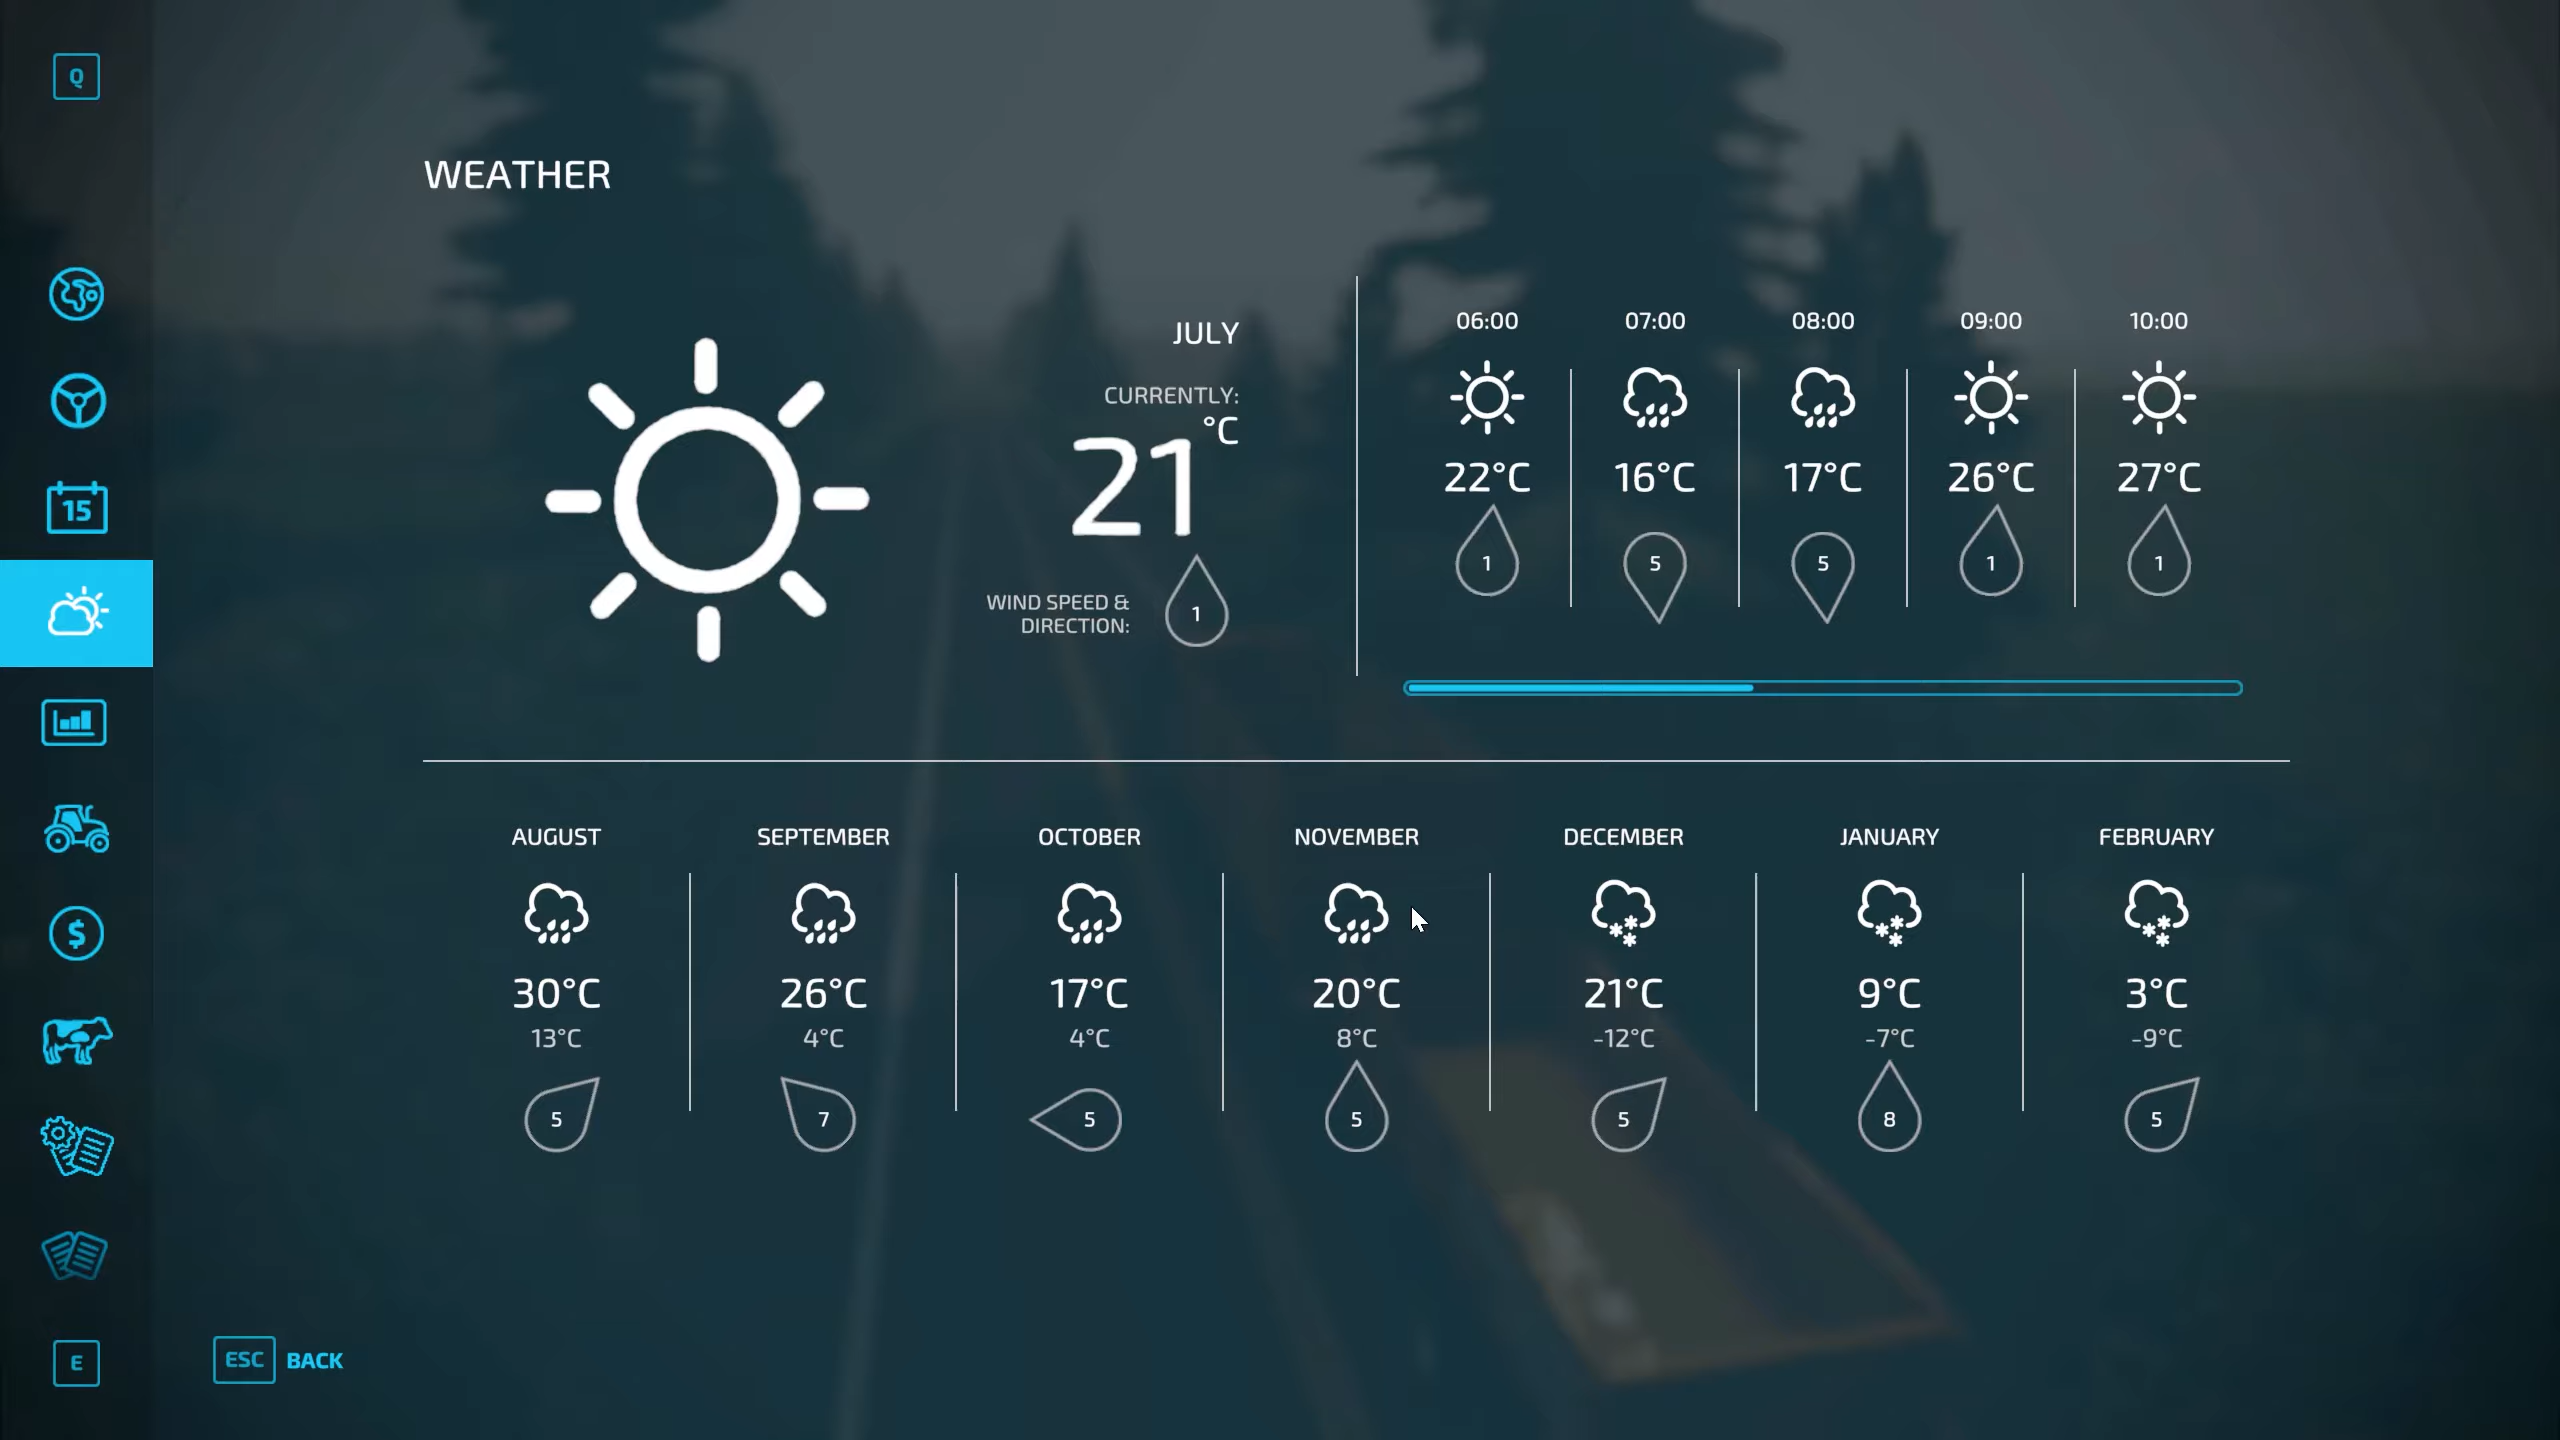 Q
WEATHER
JULY
CURRENTLY:
21 °C
WIND SPEED &
DIRECTION:
1
06:00 07:00 08:00 09:00 10:00
22°C 16°C 17°C 26°C 27°C
1 5 5 1 1
15
$
AUGUST SEPTEMBER OCTOBER NOVEMBER DECEMBER JANUARY FEBRUARY
30°C 26°C 17°C 20°C 21°C 9°C 3°C
13°C 4°C 4°C 8°C -12°C -7°C -9°C
5 7 5 5 5 8 5
E
ESC BACK